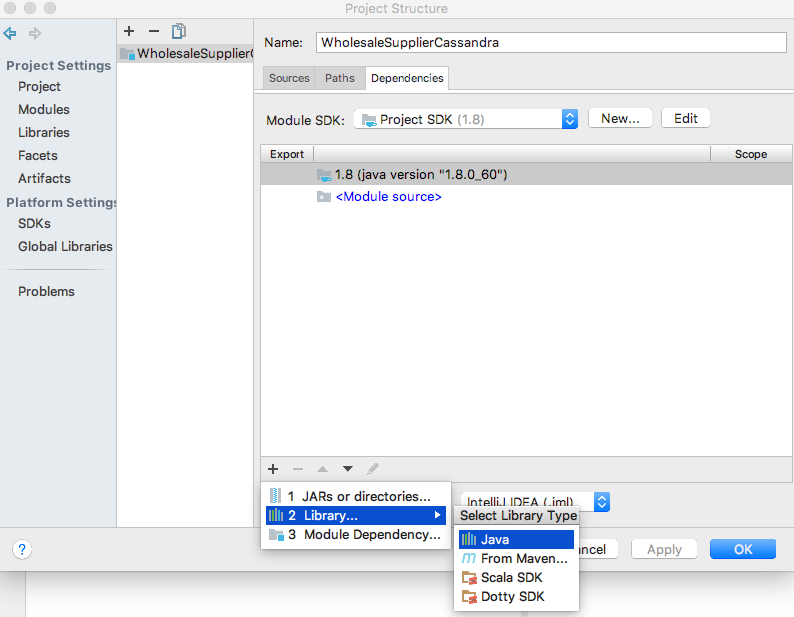 Project Structure
Project Settings
Project
Modules
Libraries
Facets
Artifacts
Platform Settings
SDKs
Global Libraries
Problems
WholesaleSupplierC
Name: WholesaleSupplierCassandra
Sources Paths Dependencies
Module SDK: Project SDK (1.8) New... Edit
Export Scope
1.8 (java version "1.8.0_60")
<Module source>
1 JARs or directories...
2 Library...
3 Module Dependency...
IntelliJ IDEA (.iml)
Select Library Type
Java
From Maven...
Scala SDK
Dotty SDK
?
ncel Apply OK